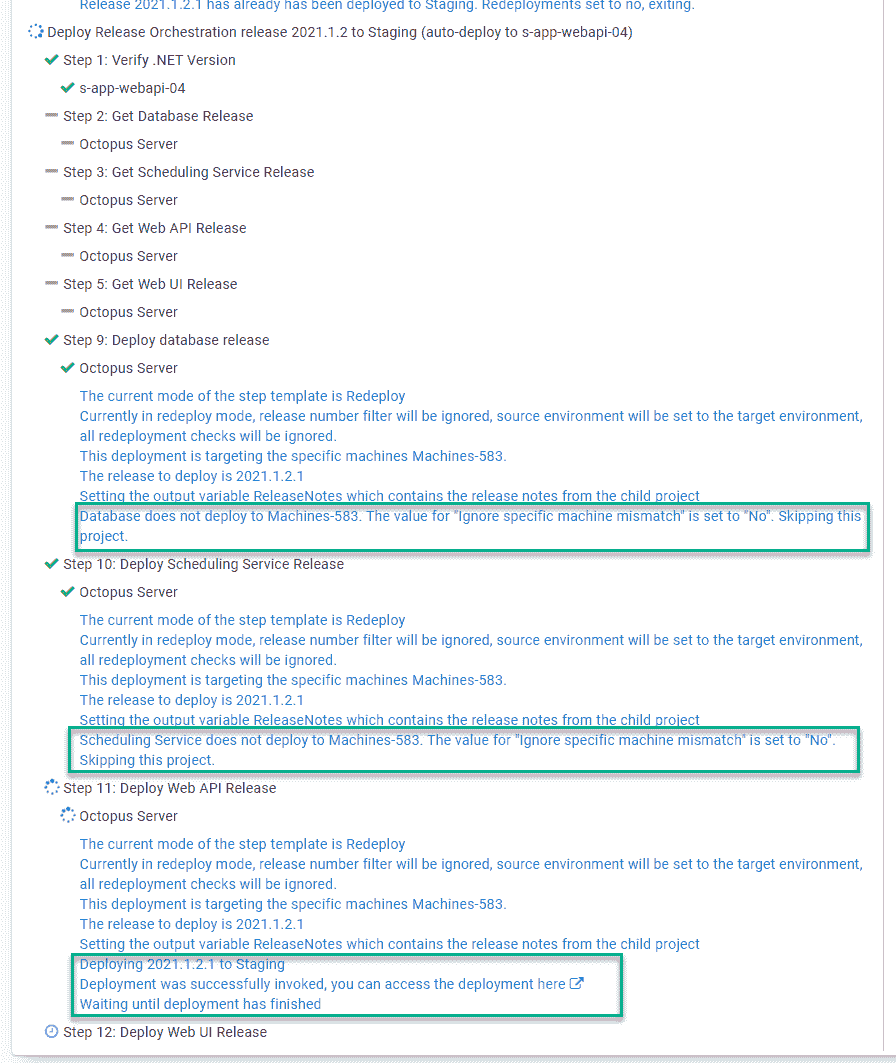 Release 2021.1.2.1 has already has been deployed to Staging. Redeployments set to no, exiting.
Deploy Release Orchestration release 2021.1.2 to Staging (auto-deploy to s-app-webapi-04)
Step 1: Verify .NET Version
s-app-webapi-04
Step 2: Get Database Release
Octopus Server
Step 3: Get Scheduling Service Release
Octopus Server
Step 4: Get Web API Release
Octopus Server
Step 5: Get Web UI Release
Octopus Server
Step 9: Deploy database release
Octopus Server
The current mode of the step template is Redeploy
Currently in redeploy mode, release number filter will be ignored, source environment will be set to the target environment,
all redeployment checks will be ignored.
This deployment is targeting the specific machines Machines-583.
The release to deploy is 2021.1.2.1
Setting the output variable ReleaseNotes which contains the release notes from the child project
Database does not deploy to Machines-583. The value for "Ignore specific machine mismatch" is set to "No". Skipping this
project.
Step 10: Deploy Scheduling Service Release
Octopus Server
The current mode of the step template is Redeploy
Currently in redeploy mode, release number filter will be ignored, source environment will be set to the target environment,
all redeployment checks will be ignored.
This deployment is targeting the specific machines Machines-583.
The release to deploy is 2021.1.2.1
Setting the output variable ReleaseNotes which contains the release notes from the child project
Scheduling Service does not deploy to Machines-583. The value for "Ignore specific machine mismatch" is set to "No".
Skipping this project.
Step 11: Deploy Web API Release
Octopus Server
The current mode of the step template is Redeploy
Currently in redeploy mode, release number filter will be ignored, source environment will be set to the target environment,
all redeployment checks will be ignored.
This deployment is targeting the specific machines Machines-583.
The release to deploy is 2021.1.2.1
Setting the output variable ReleaseNotes which contains the release notes from the child project
Deploying 2021.1.2.1 to Staging
Deployment was successfully invoked, you can access the deployment here
Waiting until deployment has finished
Step 12: Deploy Web UI Release